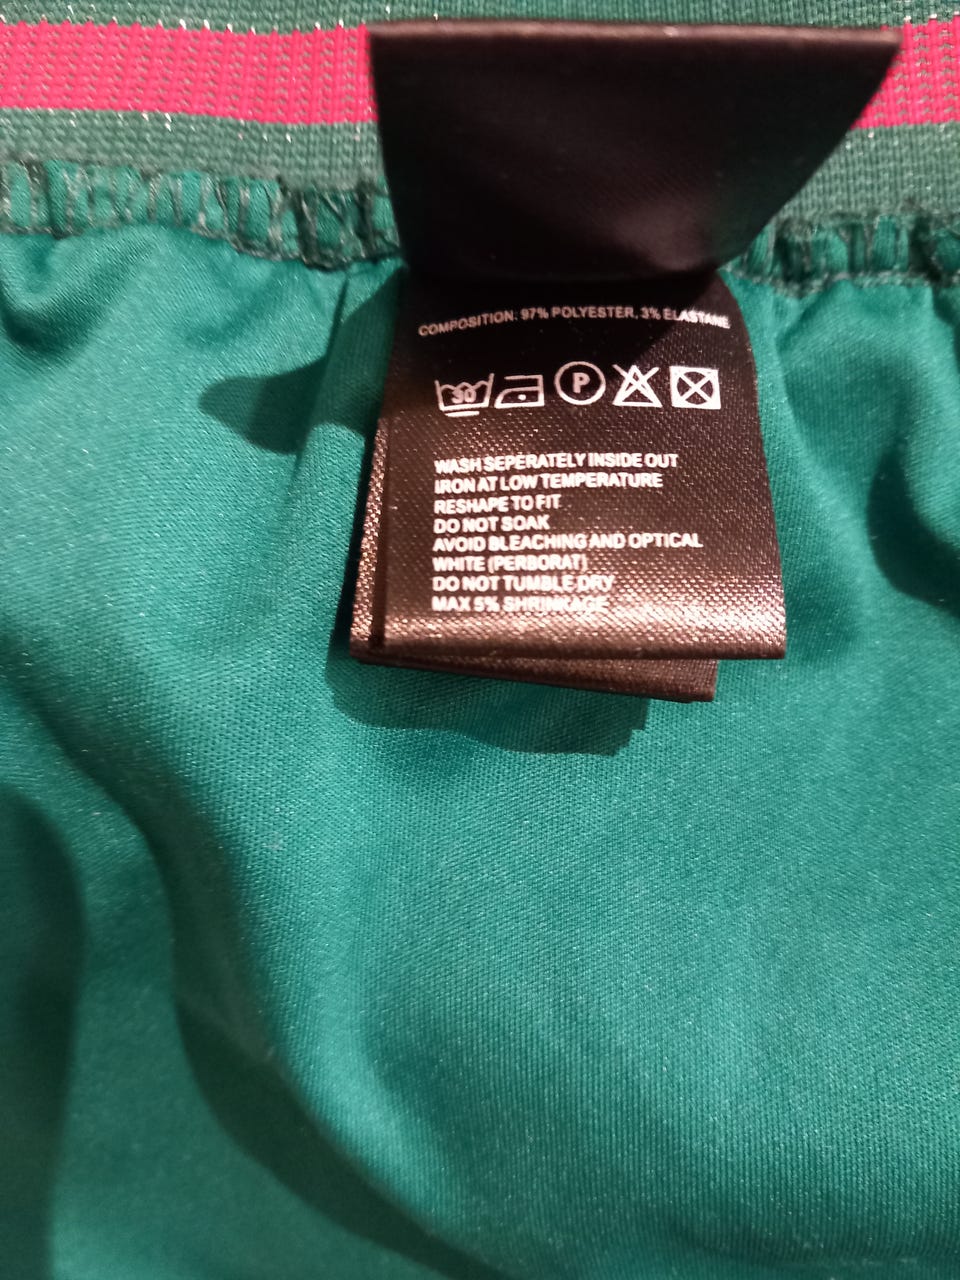 COMPOSITION: 97% POLYESTER, 3% ELASTANE
30 P
WASH SEPERATELY INSIDE OUT
IRON AT LOW TEMPERATURE
RESHAPE TO FIT
DO NOT SOAK
AVOID BLEACHING AND OPTICAL
WHITE (PERBORAT)
DO NOT TUMBLE DRY
MAX 5% SHRINKAGE